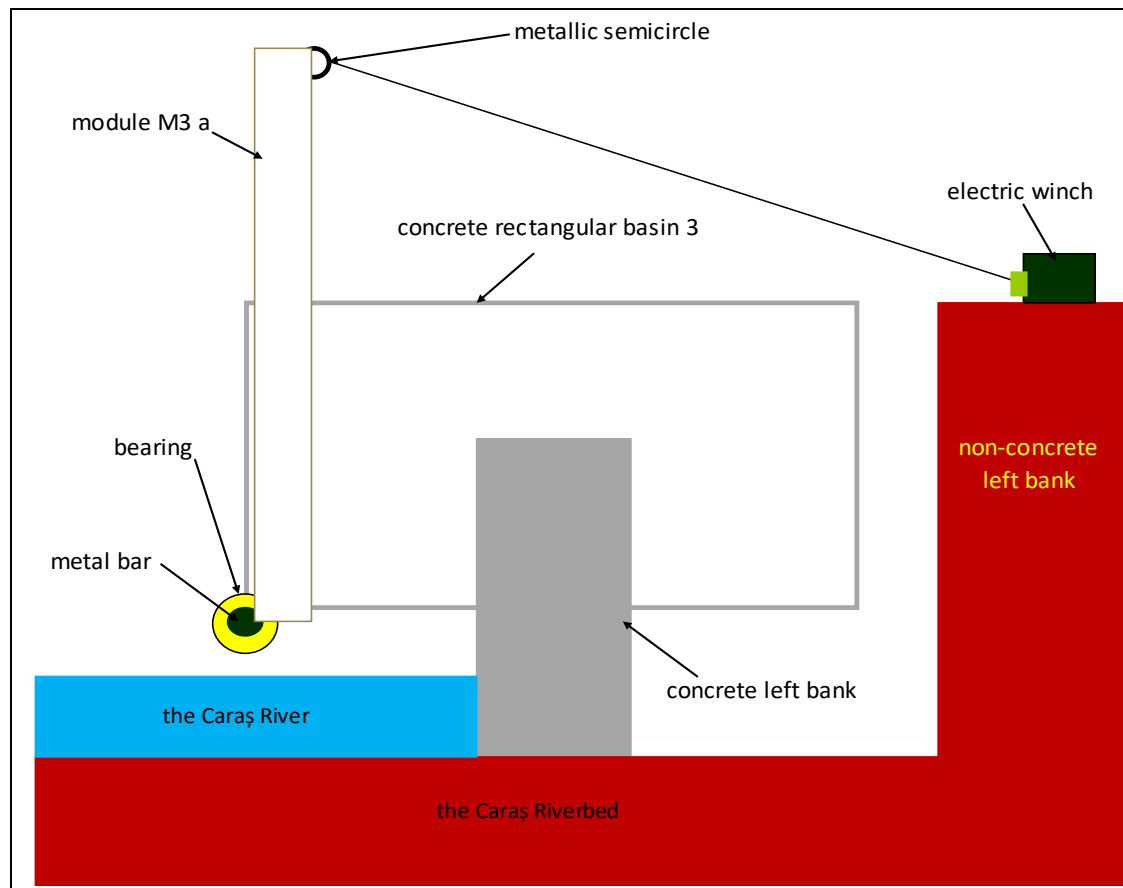 metallic semicircle
module M3 a
electric winch
concrete rectangular basin 3
bearing
non-concrete
left bank
metal bar
concrete left bank
the Caraș River
the Caraș Riverbed